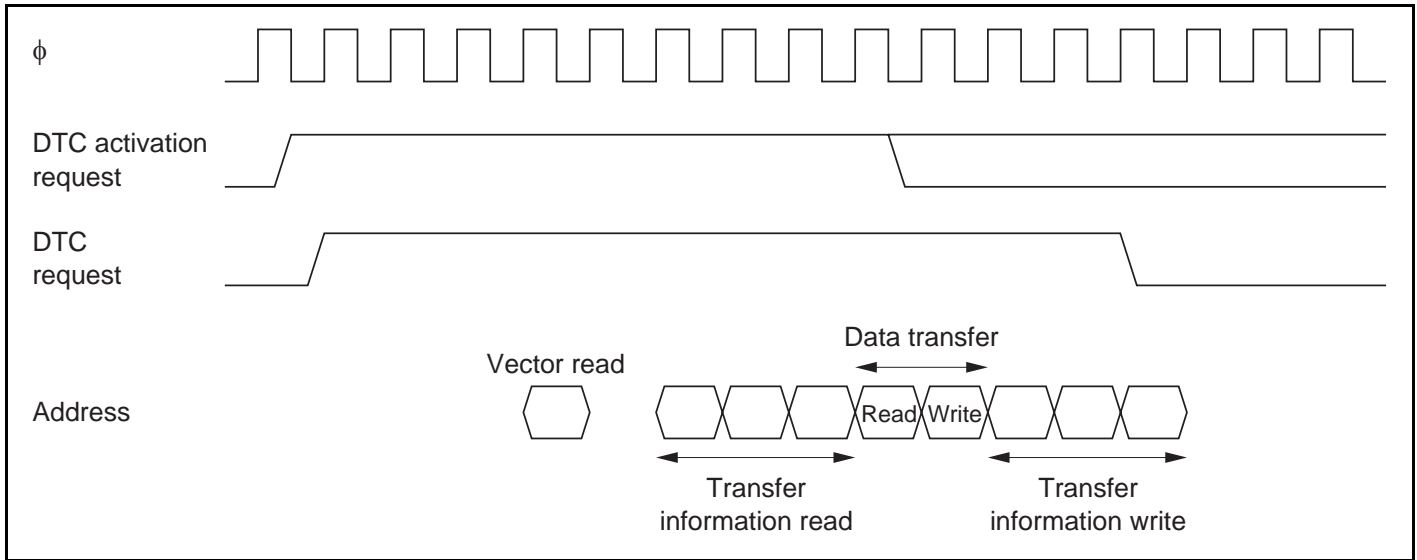 ϕ
DTC activation
request
DTC
request
Data transfer
Vector read
Address
Read Write
Transfer
information read
Transfer
information write